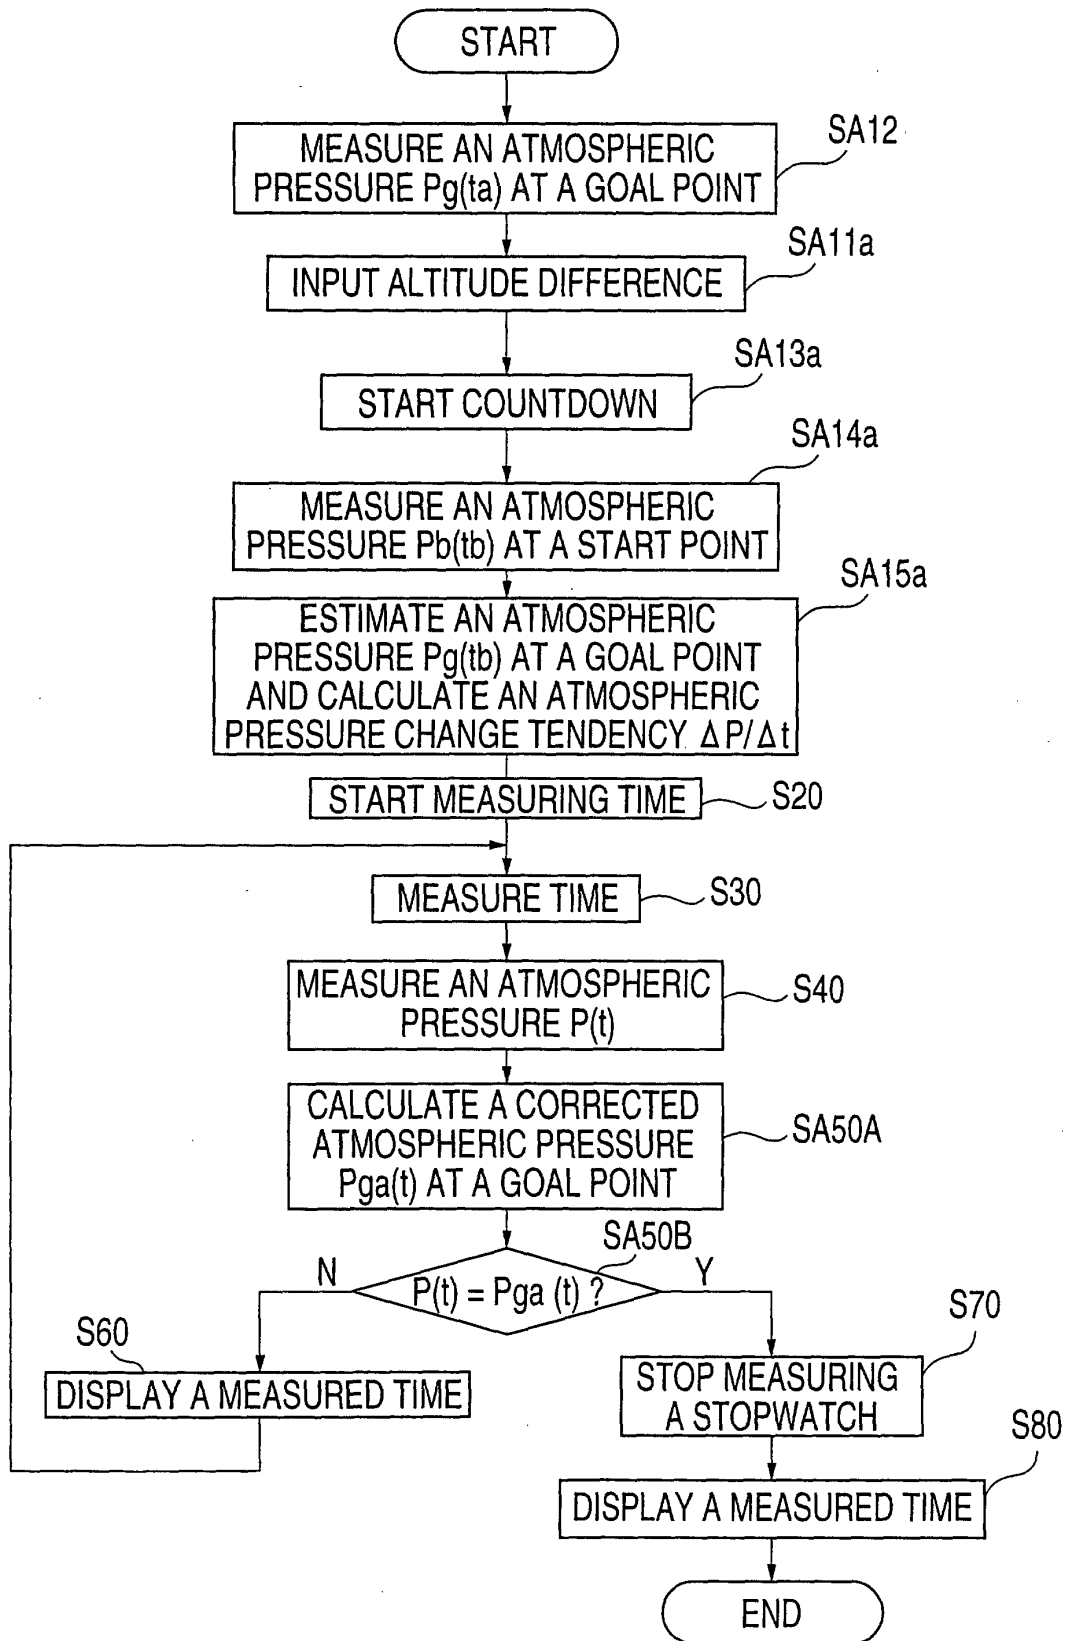 START
MEASURE AN ATMOSPHERIC
PRESSURE Pg(ta) AT A GOAL POINT
SA12
INPUT ALTITUDE DIFFERENCE
SA11a
START COUNTDOWN
SA13a
MEASURE AN ATMOSPHERIC
PRESSURE Pb(tb) AT A START POINT
SA14a
ESTIMATE AN ATMOSPHERIC
PRESSURE Pg(tb) AT A GOAL POINT
AND CALCULATE AN ATMOSPHERIC
PRESSURE CHANGE TENDENCY ΔP/Δt
SA15a
START MEASURING TIME
S20
MEASURE TIME
S30
MEASURE AN ATMOSPHERIC
PRESSURE P(t)
S40
CALCULATE A CORRECTED
ATMOSPHERIC PRESSURE
Pga(t) AT A GOAL POINT
SA50A
SA50B
N
P(t) = Pga (t) ?
Y
S60
DISPLAY A MEASURED TIME
S70
STOP MEASURING
A STOPWATCH
S80
DISPLAY A MEASURED TIME
END